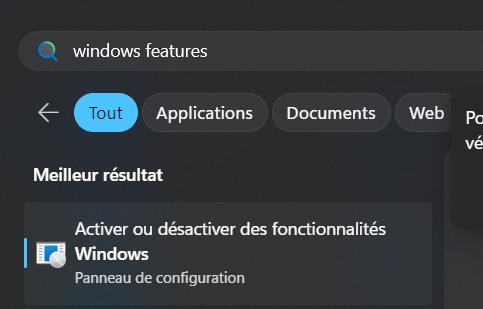 windows features
Tout Applications Documents Web
Po
vé
Meilleur résultat
Activer ou désactiver des fonctionnalités
Windows
Panneau de configuration